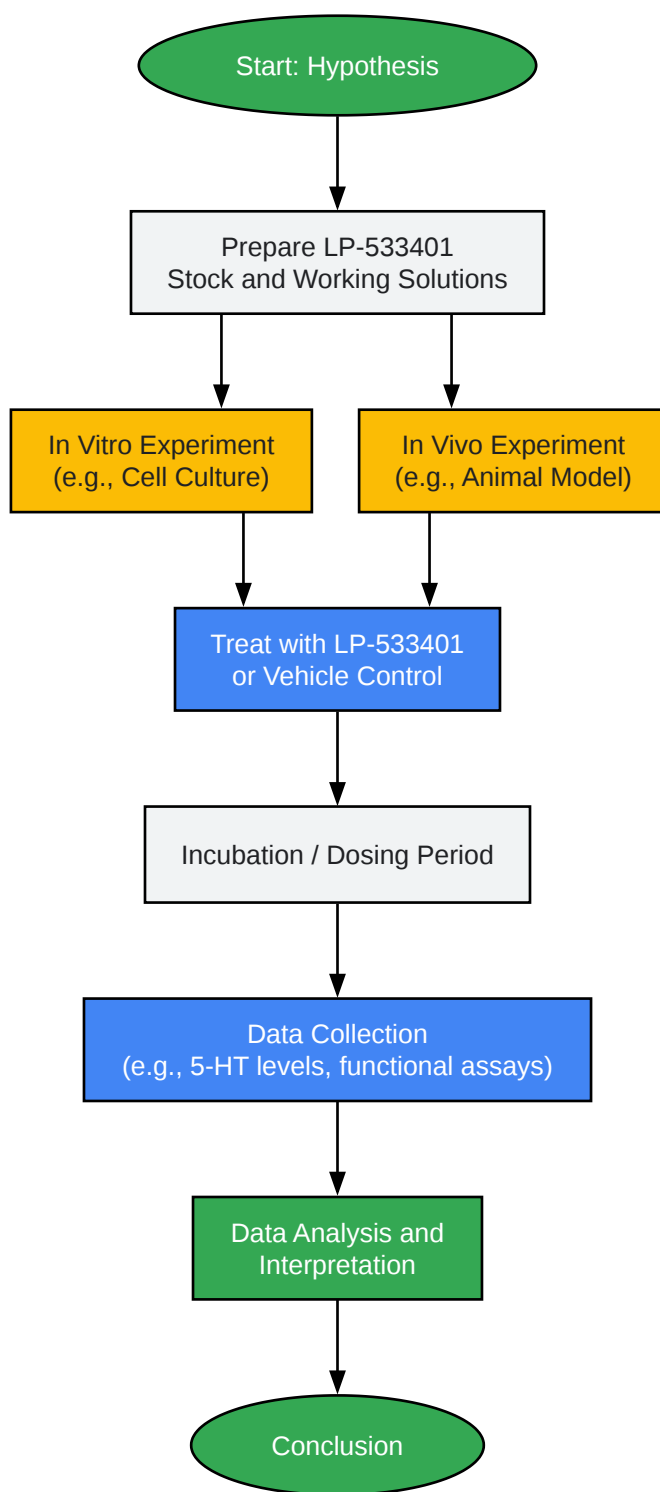 Start: Hypothesis
Prepare LP-533401
Stock and Working Solutions
In Vitro Experiment
(e.g., Cell Culture)
In Vivo Experiment
(e.g., Animal Model)
Treat with LP-533401
or Vehicle Control
Incubation / Dosing Period
Data Collection
(e.g., 5-HT levels, functional assays)
Data Analysis and
Interpretation
Conclusion